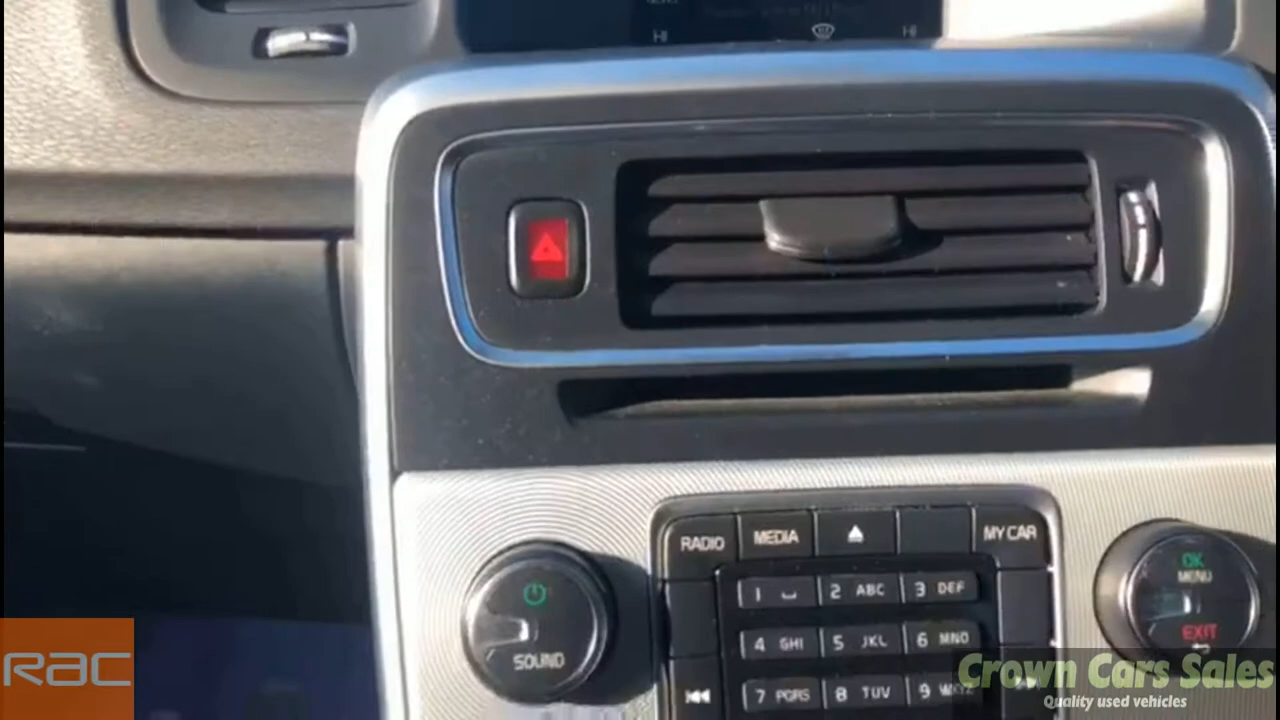 HI HI
RADIO MEDIA MY CAR
1 2 ABC 3 DEF
4 GHI 5 JKL 6 MNO
7 PQRS 8 TUV 9 WXYZ
SOUND
OK
MENU
EXIT
RAC
Crown Cars Sales
Quality used vehicles